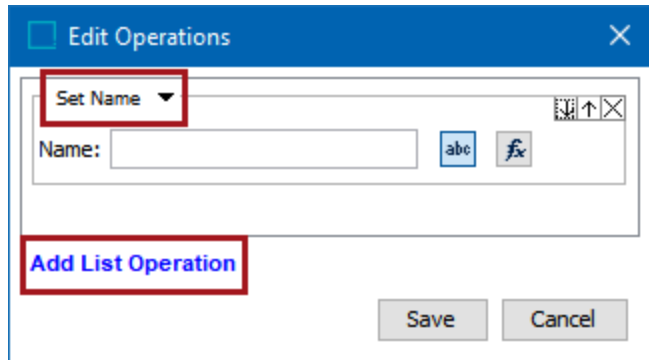 Edit Operations
Set Name
Name: abc fx
Add List Operation
Save Cancel